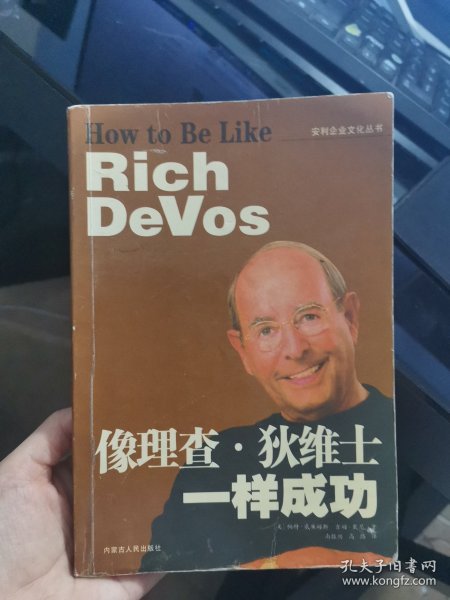 How to Be Like
安利企业文化丛书
Rich
DeVos
像理查·狄维士
一样成功
内蒙古人民出版社
孔夫子旧书网
www.kongfz.com